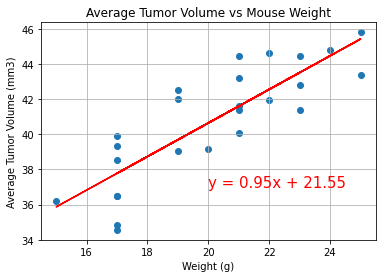 Average Tumor Volume vs Mouse Weight
Average Tumor Volume (mm3)
46
44
42
40
38
36
34
y = 0.95x + 21.55
16 18 20 22 24
Weight (g)